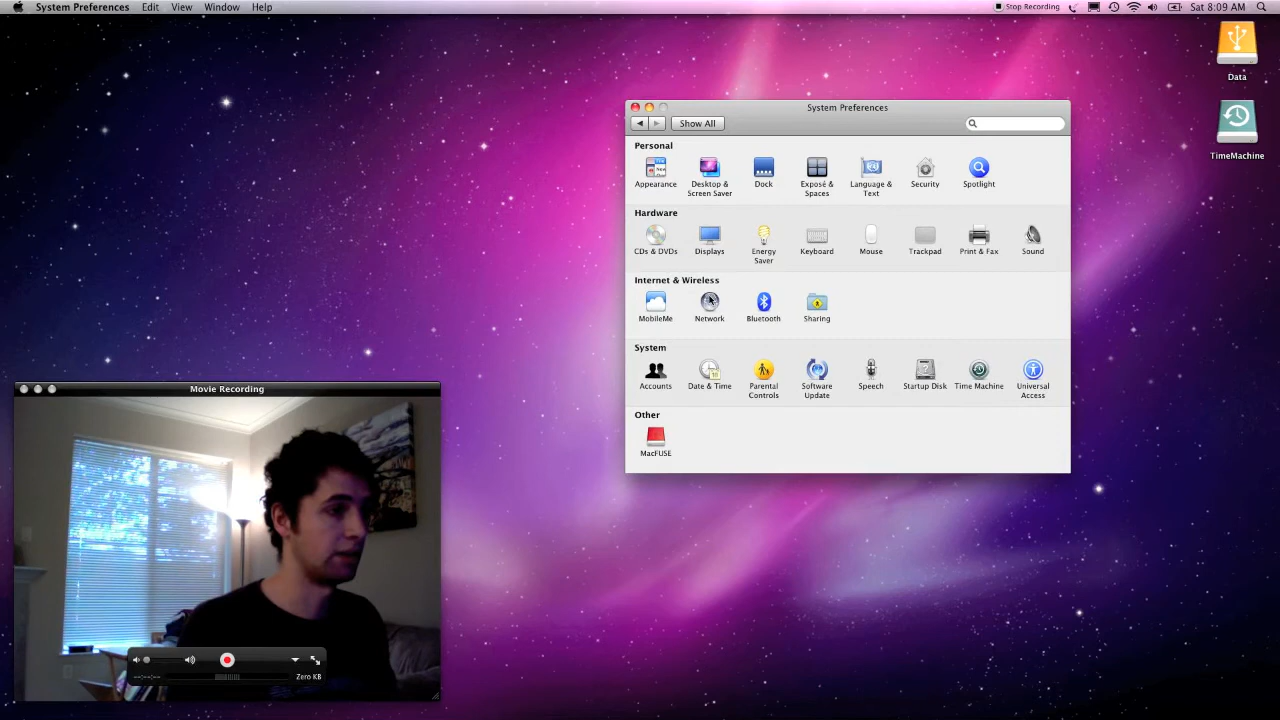 System Preferences Edit View Window Help
Stop Recording
Sat 8:09 AM
Data
TimeMachine
System Preferences
Show All
Personal
Appearance
Desktop &
Screen Saver
Dock
Exposé &
Spaces
Language &
Text
Security
Spotlight
Hardware
CDs & DVDs
Displays
Energy
Saver
Keyboard
Mouse
Trackpad
Print & Fax
Sound
Internet & Wireless
MobileMe
Network
Bluetooth
Sharing
System
Accounts
Date & Time
Parental
Controls
Software
Update
Speech
Startup Disk
Time Machine
Universal
Access
Other
MacFUSE
Movie Recording
--:--:--
Zero KB